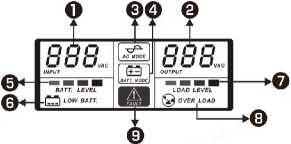 1
2
3
4
888 VAC
INPUT
AC MODE
BATT. MODE
888 VAC
OUTPUT
5
BATT. LEVEL
LOAD LEVEL
7
6
LOW BATT.
FAULT
OVER LOAD
8
9